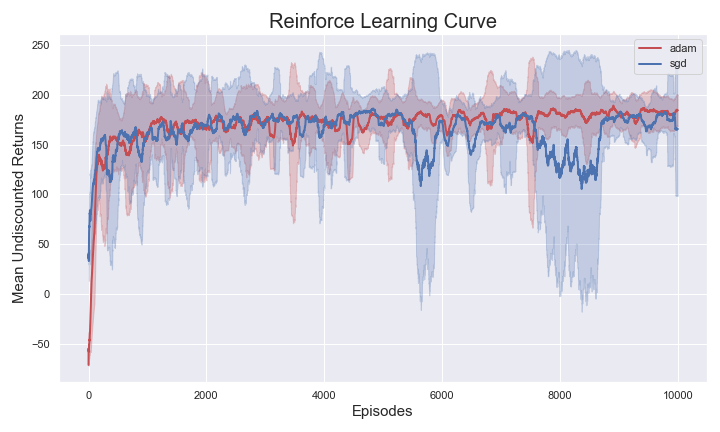 Reinforce Learning Curve
adam
sgd
Mean Undiscounted Returns
250
200
150
100
50
0
−50
0 2000 4000 6000 8000 10000
Episodes